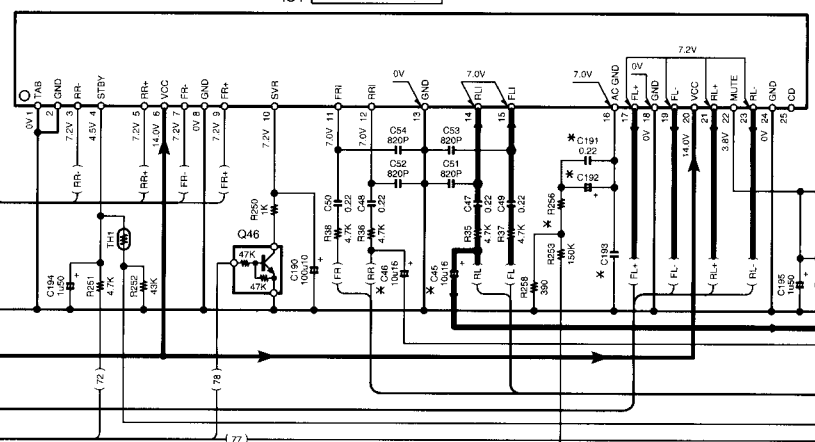 7.2V
0V
7.0V
7.0V
0V
TAB
GND
RR-
STBY
RR+
VCC
FR-
GND
FR+
SVR
FRI
RRI
GND
RLI
FLI
AC GND
FL+
GND
FL-
VCC
RL+
MUTE
RL-
GND
CD
1
2
3
4
5
6
7
8
9
10
11
12
13
14
15
16
17
18
19
20
21
22
23
24
25
0V
7.2V
4.5V
7.2V
14.0V
7.2V
0V
7.2V
7.2V
7.0V
7.0V
0V
14.0V
3.8V
0V
C54
820P
C53
820P
C52
820P
C51
820P
* C191
0.22
* C192
+
RR-
RR+
FR-
FR+
R250
1K
C50
0.22
C48
0.22
C47
0.22
C49
0.22
R256
*
R38
4.7K
R36
4.7K
R35
4.7K
R37
4.7K
TH1
Q46
47K
47K
C190
100u10
+
C194
1u50
+
R251
4.7K
R252
43K
FR
RR
* C46
10u16
+
* C45
10u16
+
RL
FL
R258
390
R253
150K
* C193
FL+
FL-
RL+
RL-
C195
1u50
+
72
78
77